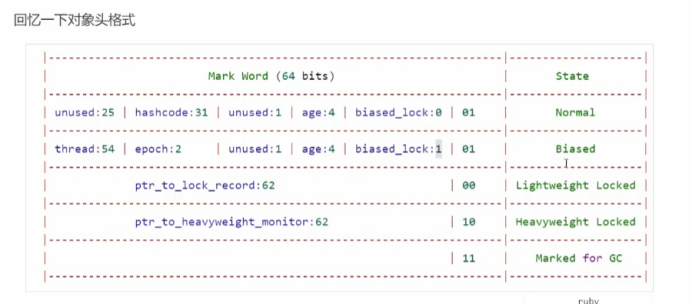 回忆一下对象头格式
|--------------------------------------------------------------------|--------------------|
| Mark Word (64 bits) | State |
|--------------------------------------------------------------------|--------------------|
| unused:25 | hashcode:31 | unused:1 | age:4 | biased_lock:0 | 01 | Normal |
|--------------------------------------------------------------------|--------------------|
| thread:54 | epoch:2 | unused:1 | age:4 | biased_lock:1 | 01 | Biased |
|--------------------------------------------------------------------|--------------------|
| ptr_to_lock_record:62 | 00 | Lightweight Locked |
|--------------------------------------------------------------------|--------------------|
| ptr_to_heavyweight_monitor:62 | 10 | Heavyweight Locked |
|--------------------------------------------------------------------|--------------------|
| | 11 | Marked for GC |
|--------------------------------------------------------------------|--------------------|
ruby